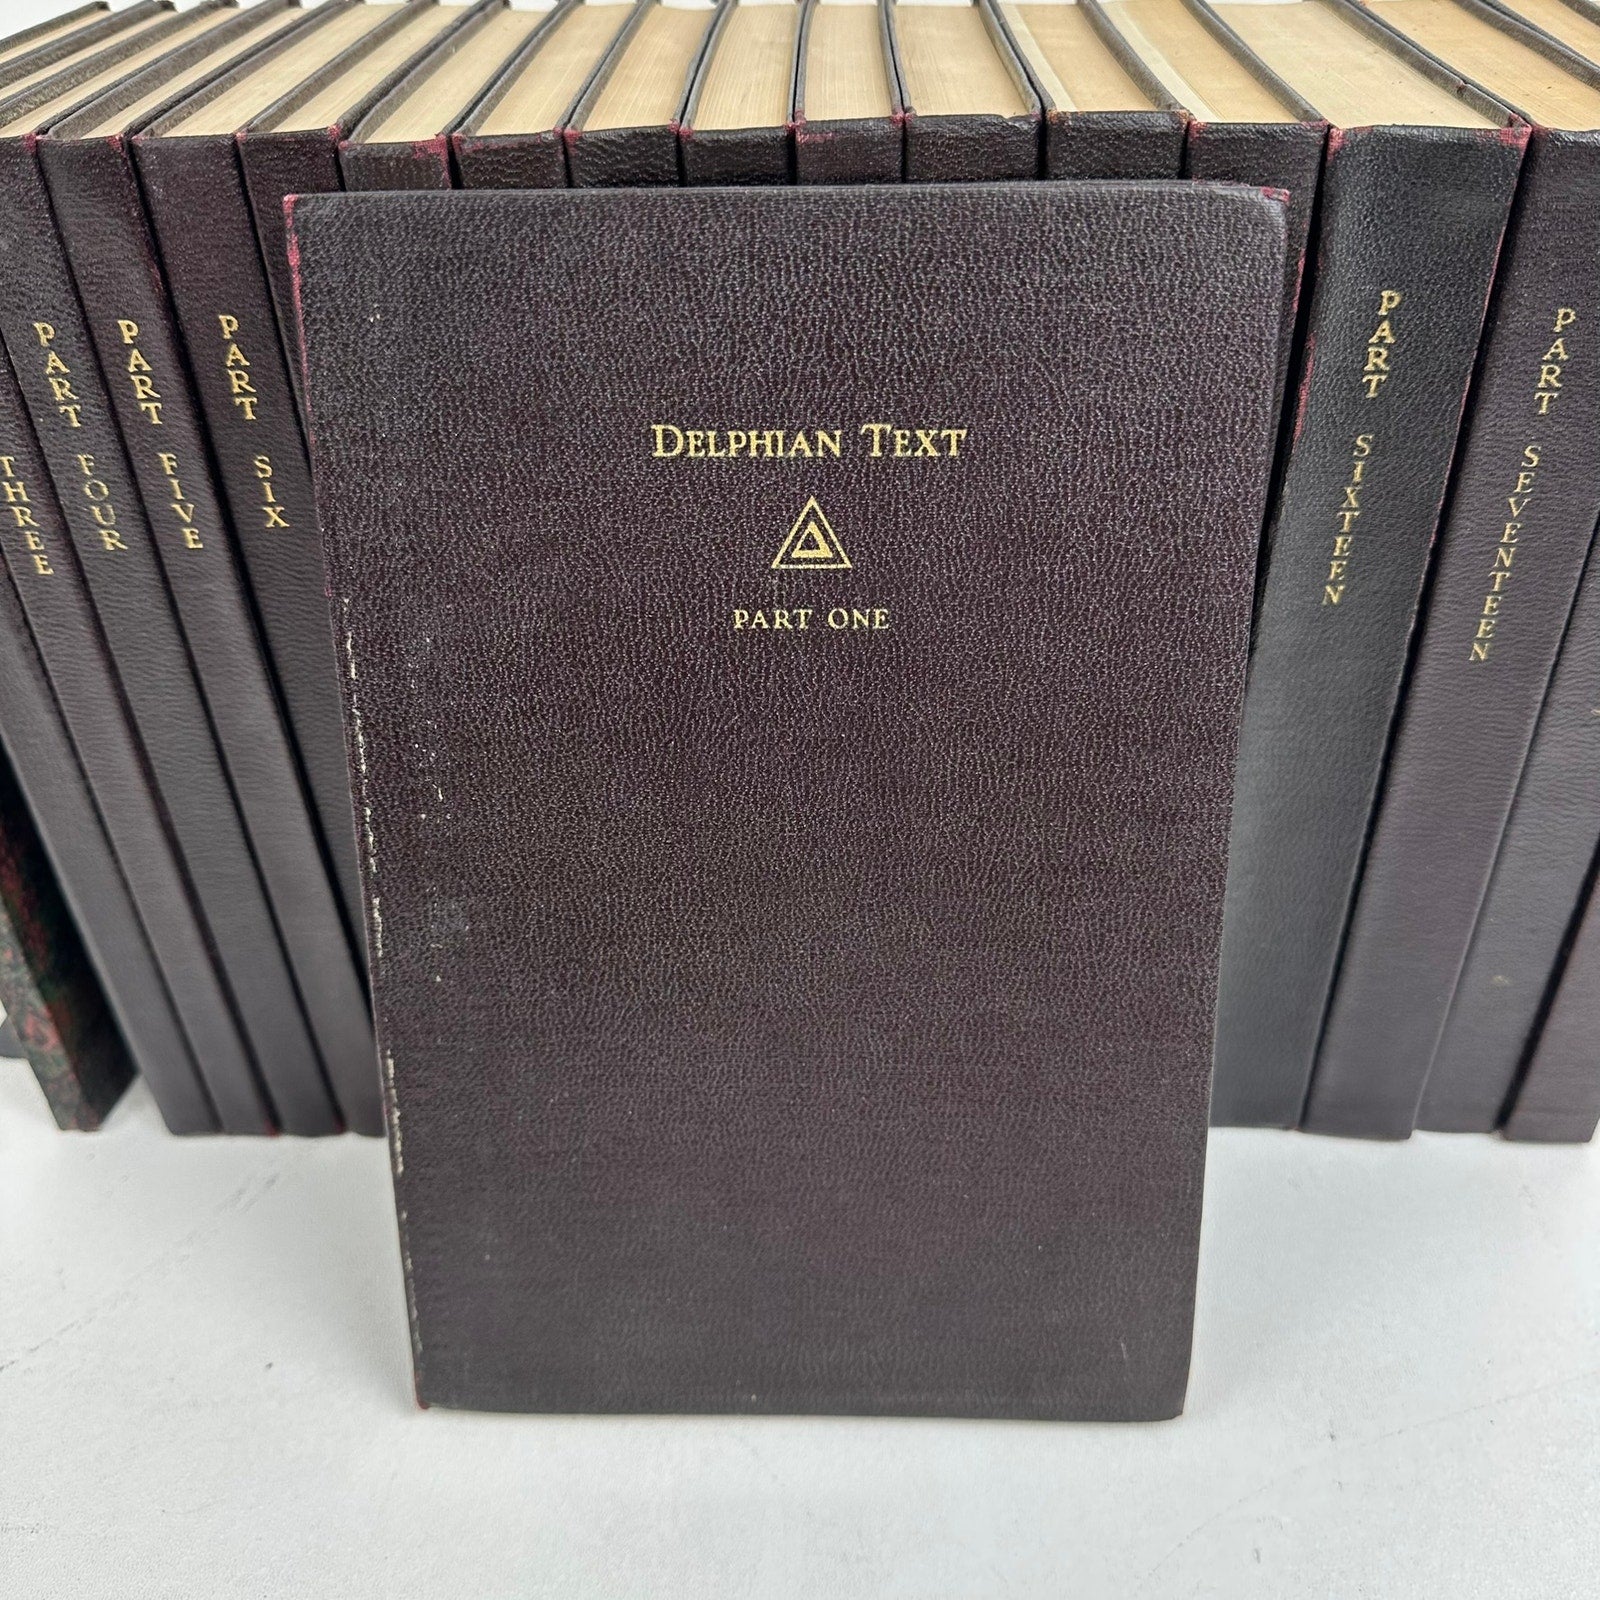 DELPHIAN TEXT
PART ONE
THREE
PART FOUR
PART FIVE
PART SIX
PART SIXTEEN
PART SEVENTEEN